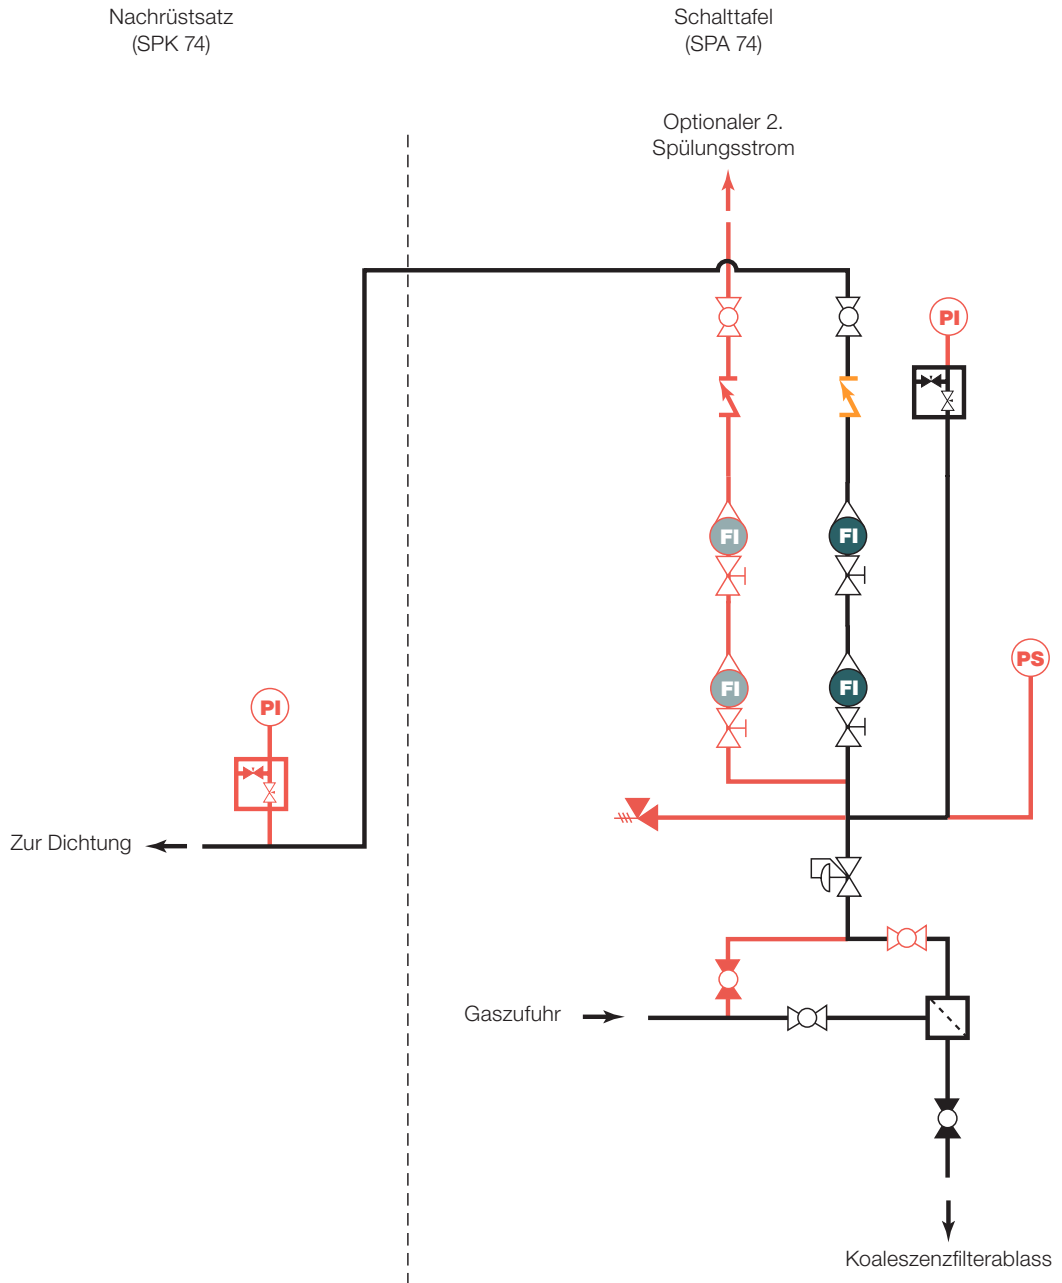 Nachrüstsatz
(SPK 74)
Schalttafel
(SPA 74)
Optionaler 2.
Spülungsstrom
PI
FI
FI
PS
FI
FI
PI
Zur Dichtung
Gaszufuhr
Koaleszenzfilterablass